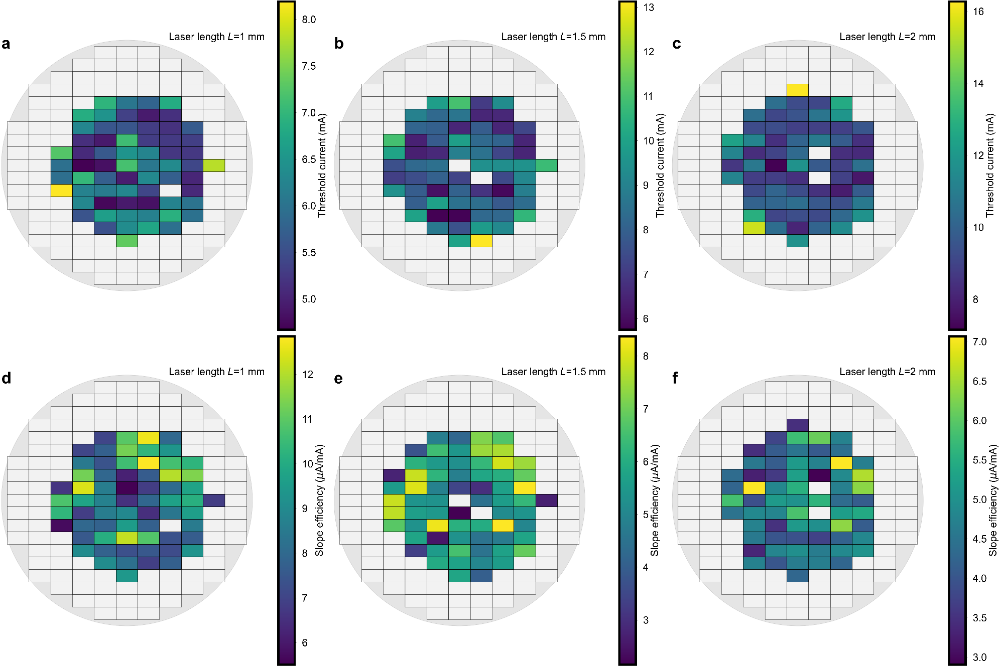 a
Laser length L=1 mm
8.0
7.5
7.0
6.5
6.0
5.5
5.0
Threshold current (mA)
b
Laser length L=1.5 mm
13
12
11
10
9
8
7
6
Threshold current (mA)
c
Laser length L=2 mm
16
14
12
10
8
Threshold current (mA)
d
Laser length L=1 mm
12
11
10
9
8
7
6
Slope efficiency (µA/mA)
e
Laser length L=1.5 mm
8
7
6
5
4
3
Slope efficiency (µA/mA)
f
Laser length L=2 mm
7.0
6.5
6.0
5.5
5.0
4.5
4.0
3.5
3.0
Slope efficiency (µA/mA)